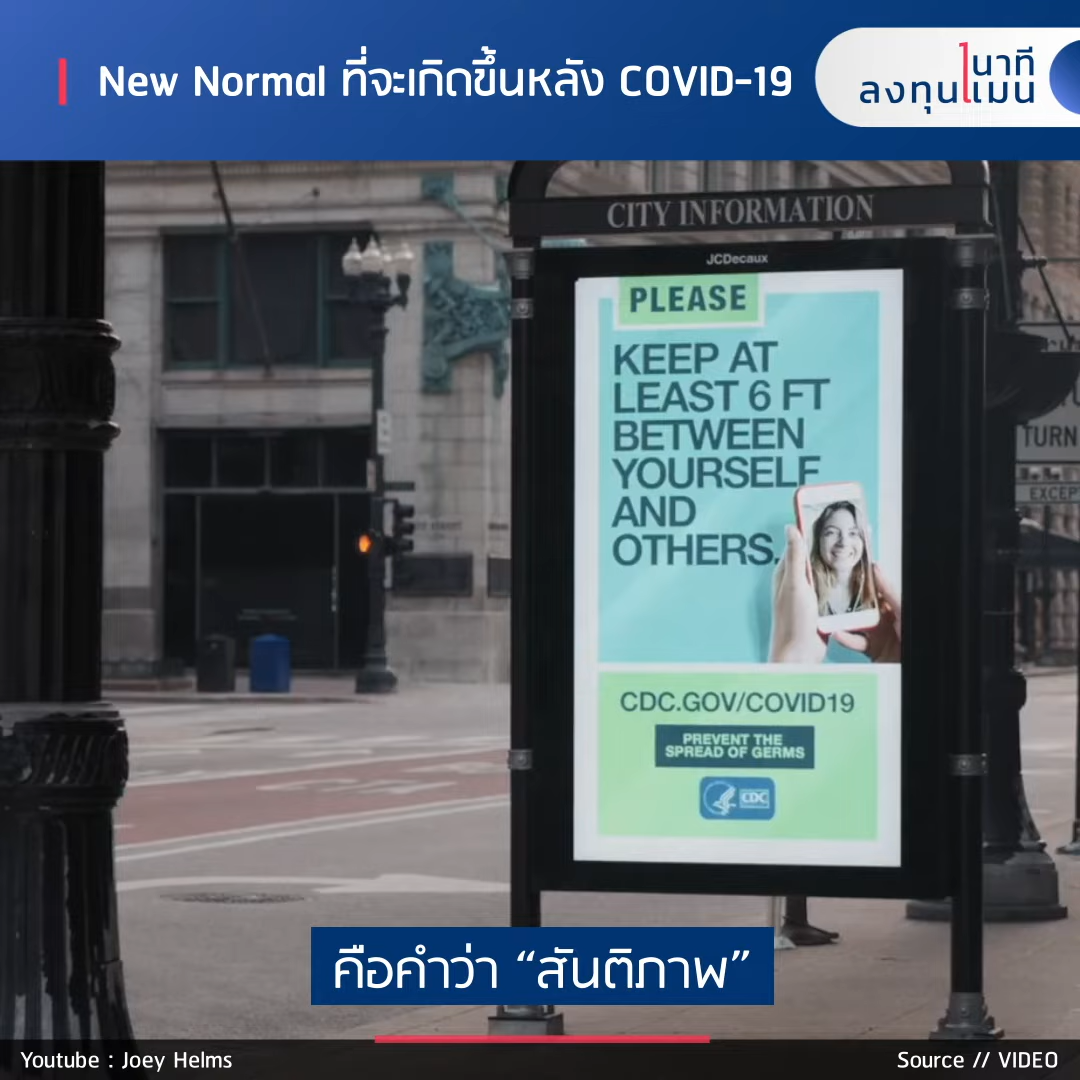 New Normal ที่จะเกิดขึ้นหลัง COVID-19
1นาที
ลงทุนแมน
CITY INFORMATION
JCDecaux
PLEASE
KEEP AT
LEAST 6 FT
BETWEEN
YOURSELF
AND
OTHERS.
TURN
EXCEP
CDC.GOV/COVID19
PREVENT THE
SPREAD OF GERMS
CDC
คือคำว่า “สันติภาพ”
Youtube : Joey Helms
Source // VIDEO